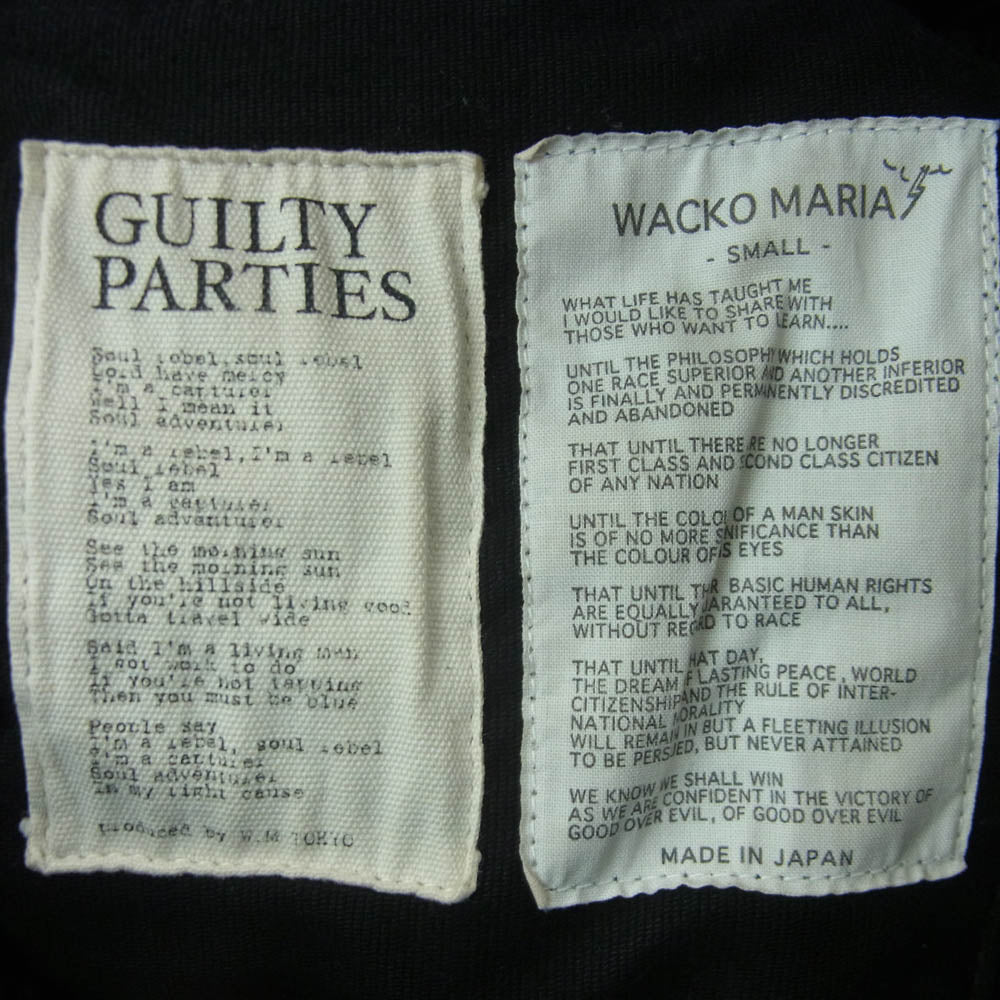 GUILTY
PARTIES
Soul rebel, soul rebel
Lord have mercy
I'm a capturer
Well I mean it
Soul adventurer
I'm a rebel, I'm a rebel
Soul rebel
Yes I am
I'm a capturer
Soul adventurer
See the morning sun
See the morning sun
On the hillside
If you're not living good
Gotta travel wide
Said I'm a living man
I got work to do
If you're not
Then you must be blue
People say
I'm a rebel, soul rebel
I'm a capturer
Soul adventurer
In my right cause
produced by W.M TOKYO
WACKO MARIA
- SMALL -
WHAT LIFE HAS TAUGHT ME
I WOULD LIKE TO SHARE WITH
THOSE WHO WANT TO LEARN....
UNTIL THE PHILOSOPHY WHICH HOLDS
ONE RACE SUPERIOR AND ANOTHER INFERIOR
IS FINALLY AND PERMANENTLY DISCREDITED
AND ABANDONED
THAT UNTIL THERE ARE NO LONGER
FIRST CLASS AND SECOND CLASS CITIZEN
OF ANY NATION
UNTIL THE COLOR OF A MAN SKIN
IS OF NO MORE SIGNIFICANCE THAN
THE COLOUR OF HIS EYES
THAT UNTIL THEIR BASIC HUMAN RIGHTS
ARE EQUALLY GUARANTEED TO ALL,
WITHOUT REGARD TO RACE
THAT UNTIL THAT DAY,
THE DREAM OF LASTING PEACE, WORLD
CITIZENSHIP AND THE RULE OF INTER-
NATIONAL MORALITY
WILL REMAIN IN BUT A FLEETING ILLUSION
TO BE PERSUED, BUT NEVER ATTAINED
WE KNOW WE SHALL WIN
AS WE ARE CONFIDENT IN THE VICTORY OF
GOOD OVER EVIL, OF GOOD OVER EVIL
MADE IN JAPAN